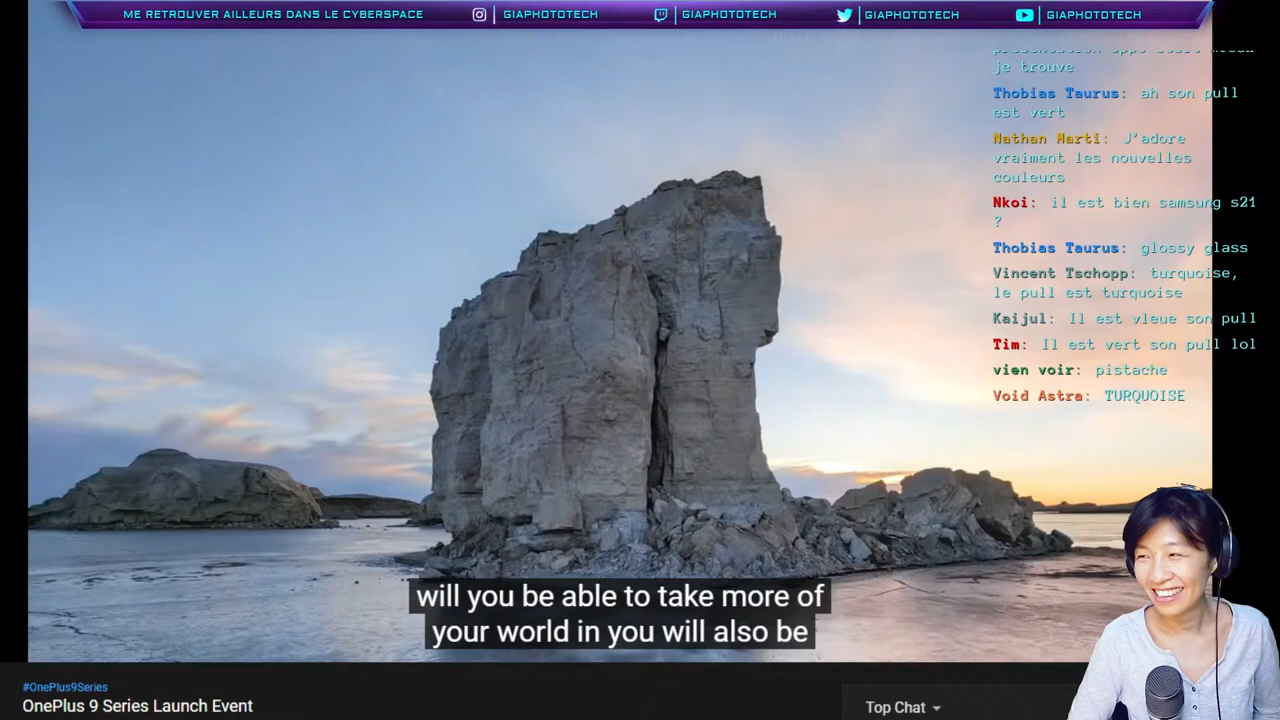 ME RETROUVER AILLEURS DANS LE CYBERSPACE
GIAPHOTOTECH
GIAPHOTOTECH
GIAPHOTOTECH
GIAPHOTOTECH
je trouve
Thobias Taurus: ah son pull
est vert
Nathan Marti: J'adore
vraiment les nouvelles
couleurs
Nkoi: il est bien samsung s21
?
Thobias Taurus: glossy glass
Vincent Tschopp: turquoise,
le pull est turquoise
Kaijul: Il est vleue son pull
Tim: Il est vert son pull lol
vien voir: pistache
Void Astra: TURQUOISE
will you be able to take more of
your world in you will also be
#OnePlus9Series
OnePlus 9 Series Launch Event
Top Chat